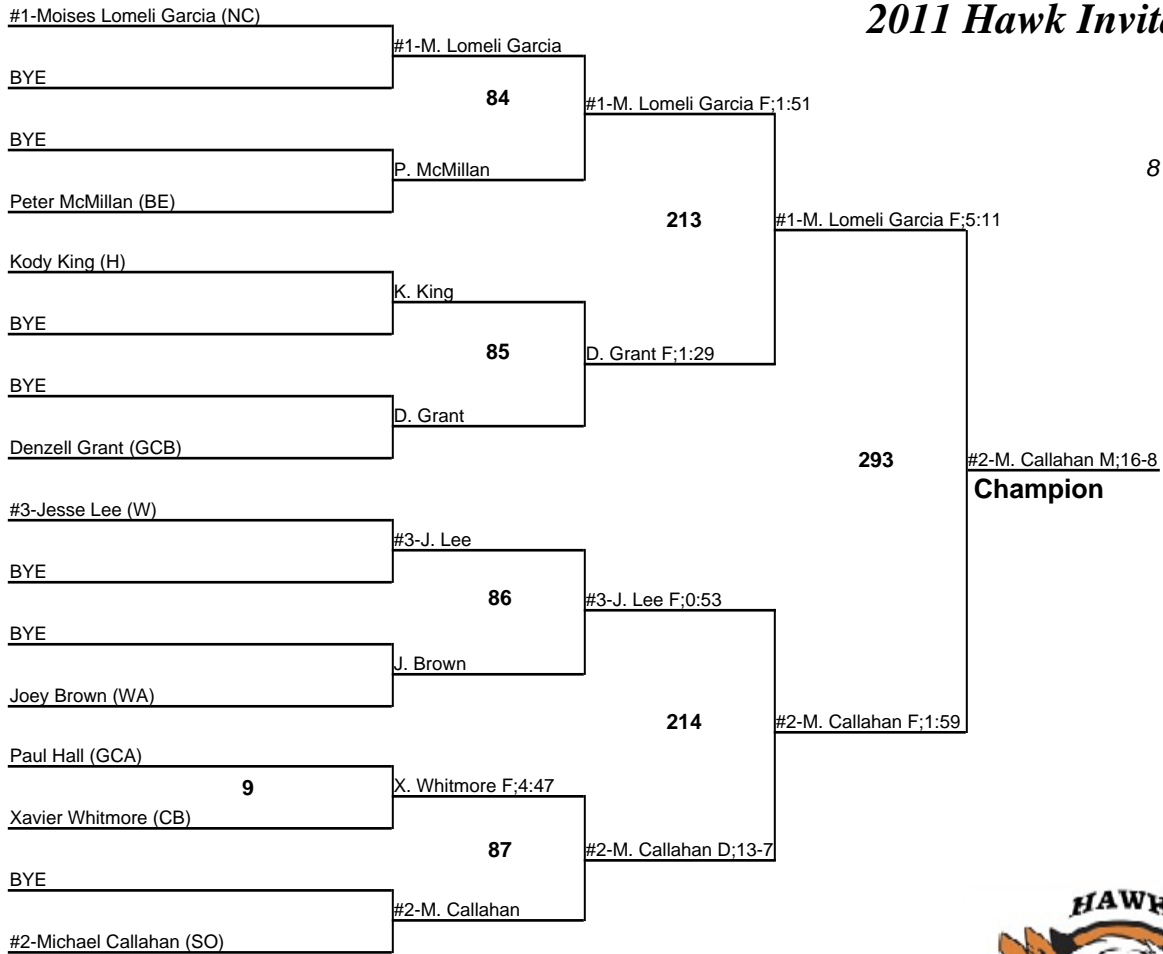 #1-Moises Lomeli Garcia (NC)
2011 Hawk Invita
#1-M. Lomeli Garcia
BYE
84
#1-M. Lomeli Garcia F;1:51
BYE
P. McMillan
8
Peter McMillan (BE)
213
#1-M. Lomeli Garcia F;5:11
Kody King (H)
K. King
BYE
85
D. Grant F;1:29
BYE
D. Grant
Denzell Grant (GCB)
293
#2-M. Callahan M;16-8
Champion
#3-Jesse Lee (W)
#3-J. Lee
BYE
86
#3-J. Lee F;0:53
BYE
J. Brown
Joey Brown (WA)
214
#2-M. Callahan F;1:59
Paul Hall (GCA)
9
X. Whitmore F;4:47
Xavier Whitmore (CB)
87
#2-M. Callahan D;13-7
BYE
#2-M. Callahan
#2-Michael Callahan (SO)
HAWK